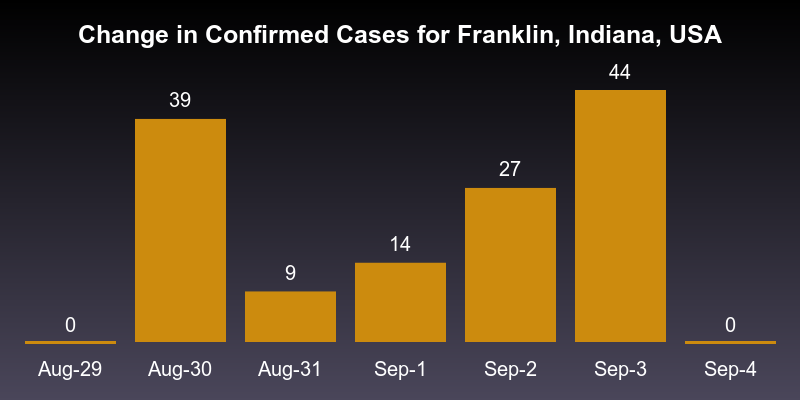 Change in Confirmed Cases for Franklin, Indiana, USA
0
39
9
14
27
44
0
Aug-29
Aug-30
Aug-31
Sep-1
Sep-2
Sep-3
Sep-4